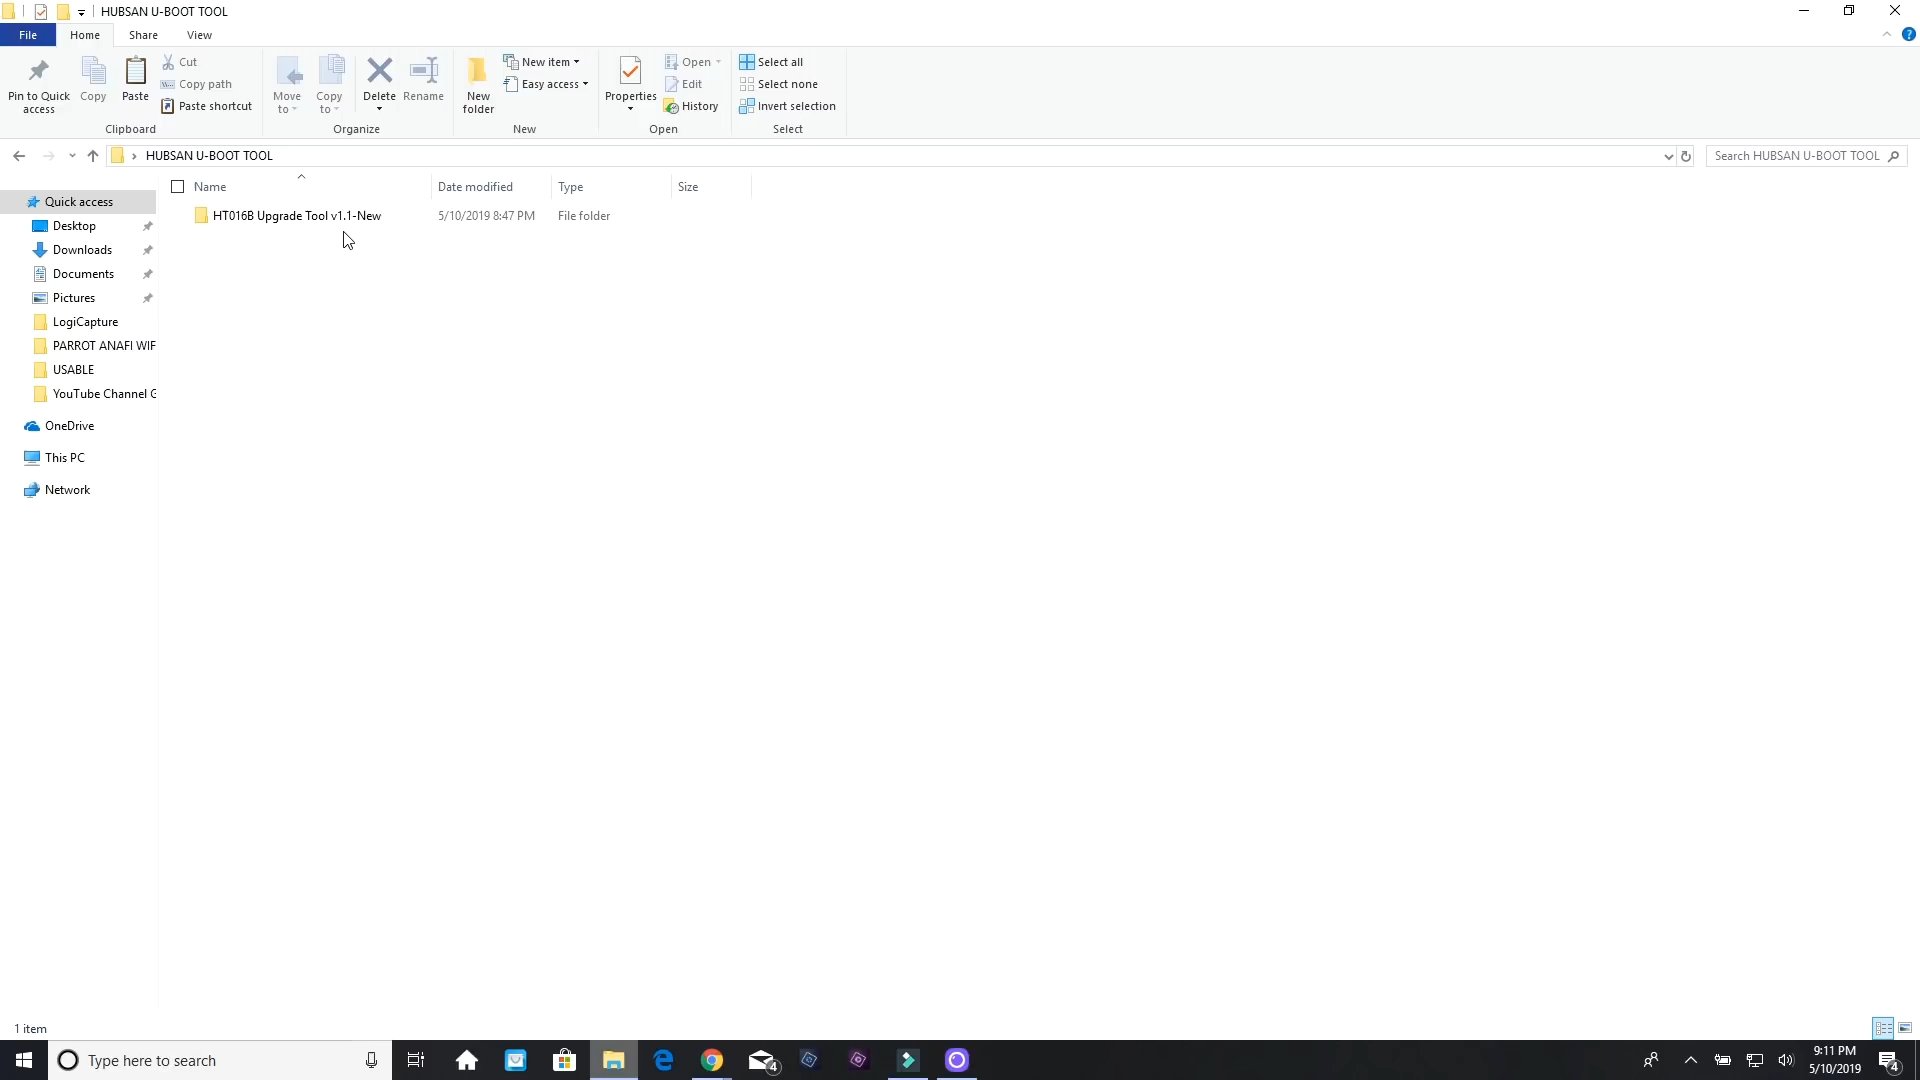 HUBSAN U-BOOT TOOL
File Home Share View
Pin to Quick access
Copy
Paste
Cut
Copy path
Paste shortcut
Clipboard
Move to
Copy to
Delete
Rename
Organize
New folder
New item
Easy access
New
Properties
Open
Edit
History
Open
Select all
Select none
Invert selection
Select
HUBSAN U-BOOT TOOL
Search HUBSAN U-BOOT TOOL
Name Date modified Type Size
HT016B Upgrade Tool v1.1-New 5/10/2019 8:47 PM File folder
Quick access
Desktop
Downloads
Documents
Pictures
LogiCapture
PARROT ANAFI WIF
USABLE
YouTube Channel G
OneDrive
This PC
Network
1 item
Type here to search
4
9:11 PM
5/10/2019
4